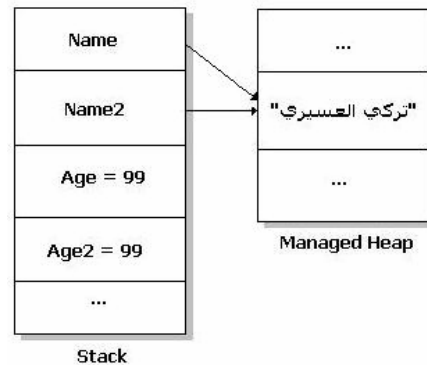 Name
Name2
Age = 99
Age2 = 99
...
Stack
...
"تركي العسيري"
...
Managed Heap